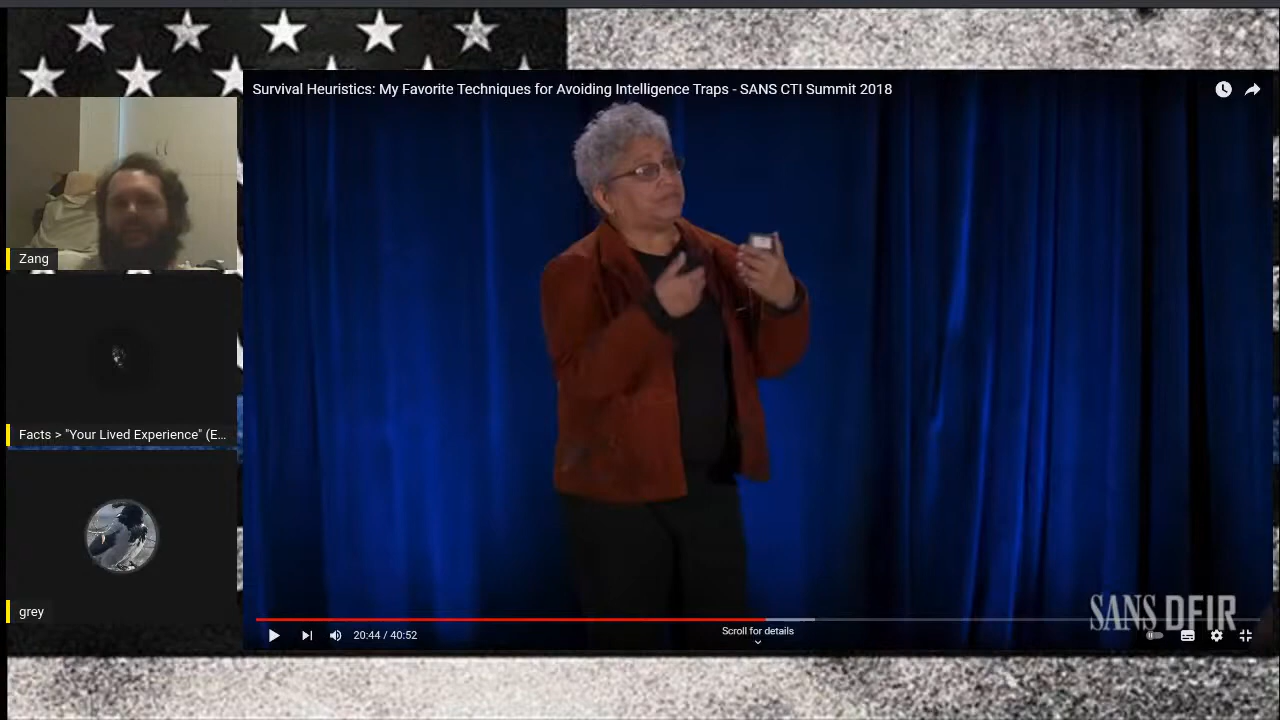 Survival Heuristics: My Favorite Techniques for Avoiding Intelligence Traps - SANS CTI Summit 2018
Zang
Facts > "Your Lived Experience" (E...
grey
SANS DFIR
20:44 / 40:52
Scroll for details